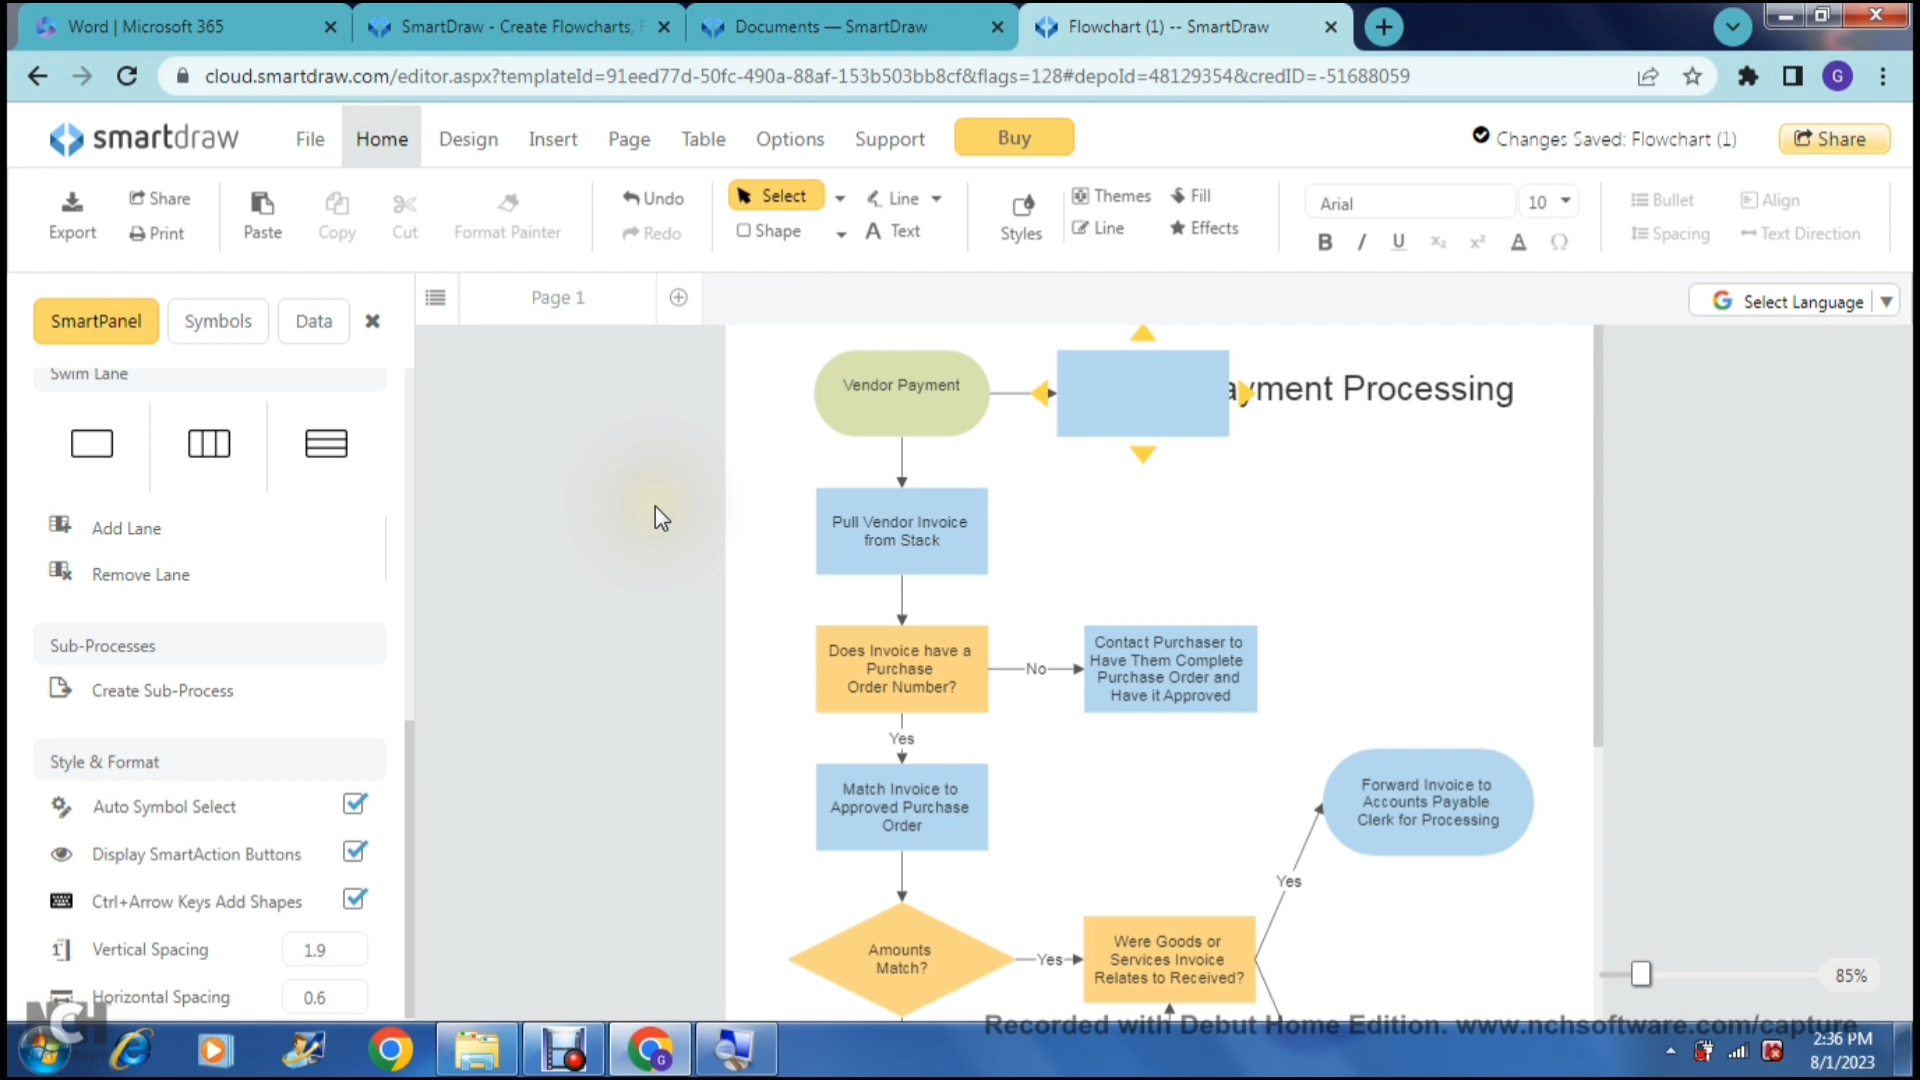 Word | Microsoft 365
SmartDraw - Create Flowcharts, F
Documents — SmartDraw
Flowchart (1) -- SmartDraw
cloud.smartdraw.com/editor.aspx?templateId=91eed77d-50fc-490a-88af-153b503bb8cf&flags=128#depoId=48129354&credID=-51688059
G
smartdraw
File
Home
Design
Insert
Page
Table
Options
Support
Buy
Changes Saved: Flowchart (1)
Share
Export
Share
Print
Paste
Copy
Cut
Format Painter
Undo
Redo
Select
Shape
Line
A Text
Styles
Themes
Line
Fill
Effects
Arial
10
B I U x₂ x² A Ω
Bullet
Spacing
Align
Text Direction
SmartPanel
Symbols
Data
Page 1
G Select Language
Swim Lane
Add Lane
Remove Lane
Sub-Processes
Create Sub-Process
Style & Format
Auto Symbol Select
Display SmartAction Buttons
Ctrl+Arrow Keys Add Shapes
Vertical Spacing
1.9
Horizontal Spacing
0.6
Vendor Payment
ayment Processing
Pull Vendor Invoice
from Stack
Does Invoice have a
Purchase
Order Number?
No
Contact Purchaser to
Have Them Complete
Purchase Order and
Have it Approved
Yes
Match Invoice to
Approved Purchase
Order
Forward Invoice to
Accounts Payable
Clerk for Processing
Yes
Amounts
Match?
Yes
Were Goods or
Services Invoice
Relates to Received?
85%
NCH
Recorded with Debut Home Edition. www.nchsoftware.com/capture
2:36 PM
8/1/2023